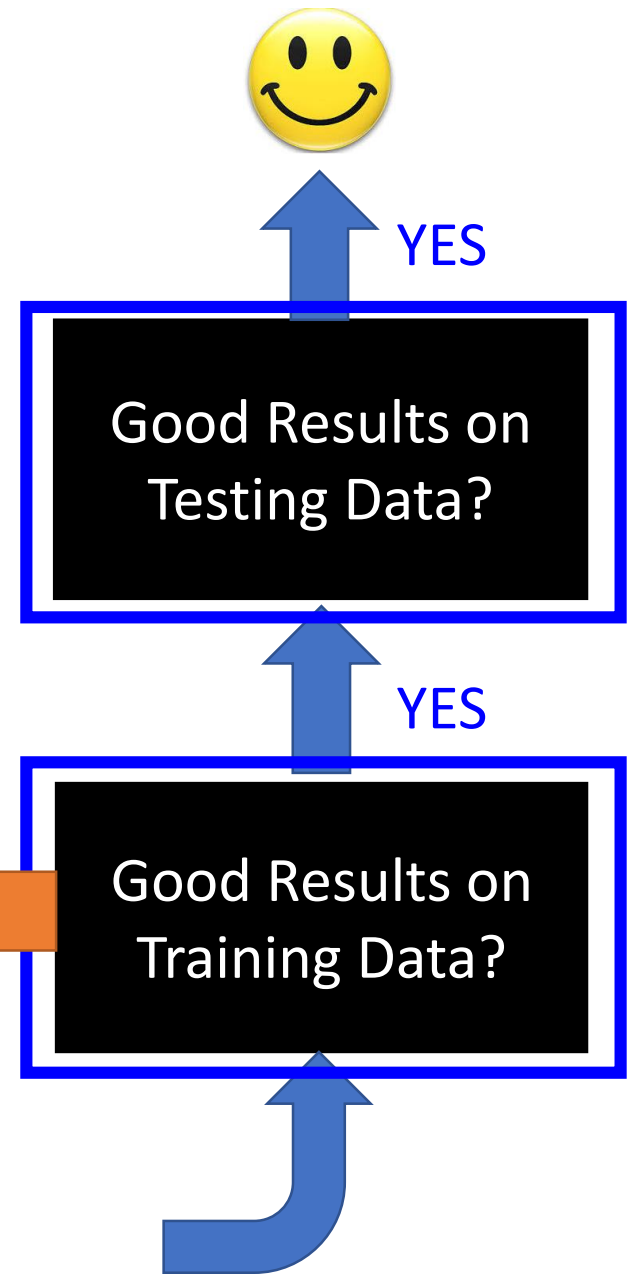 YES
Good Results on
Testing Data?
YES
Good Results on
Training Data?